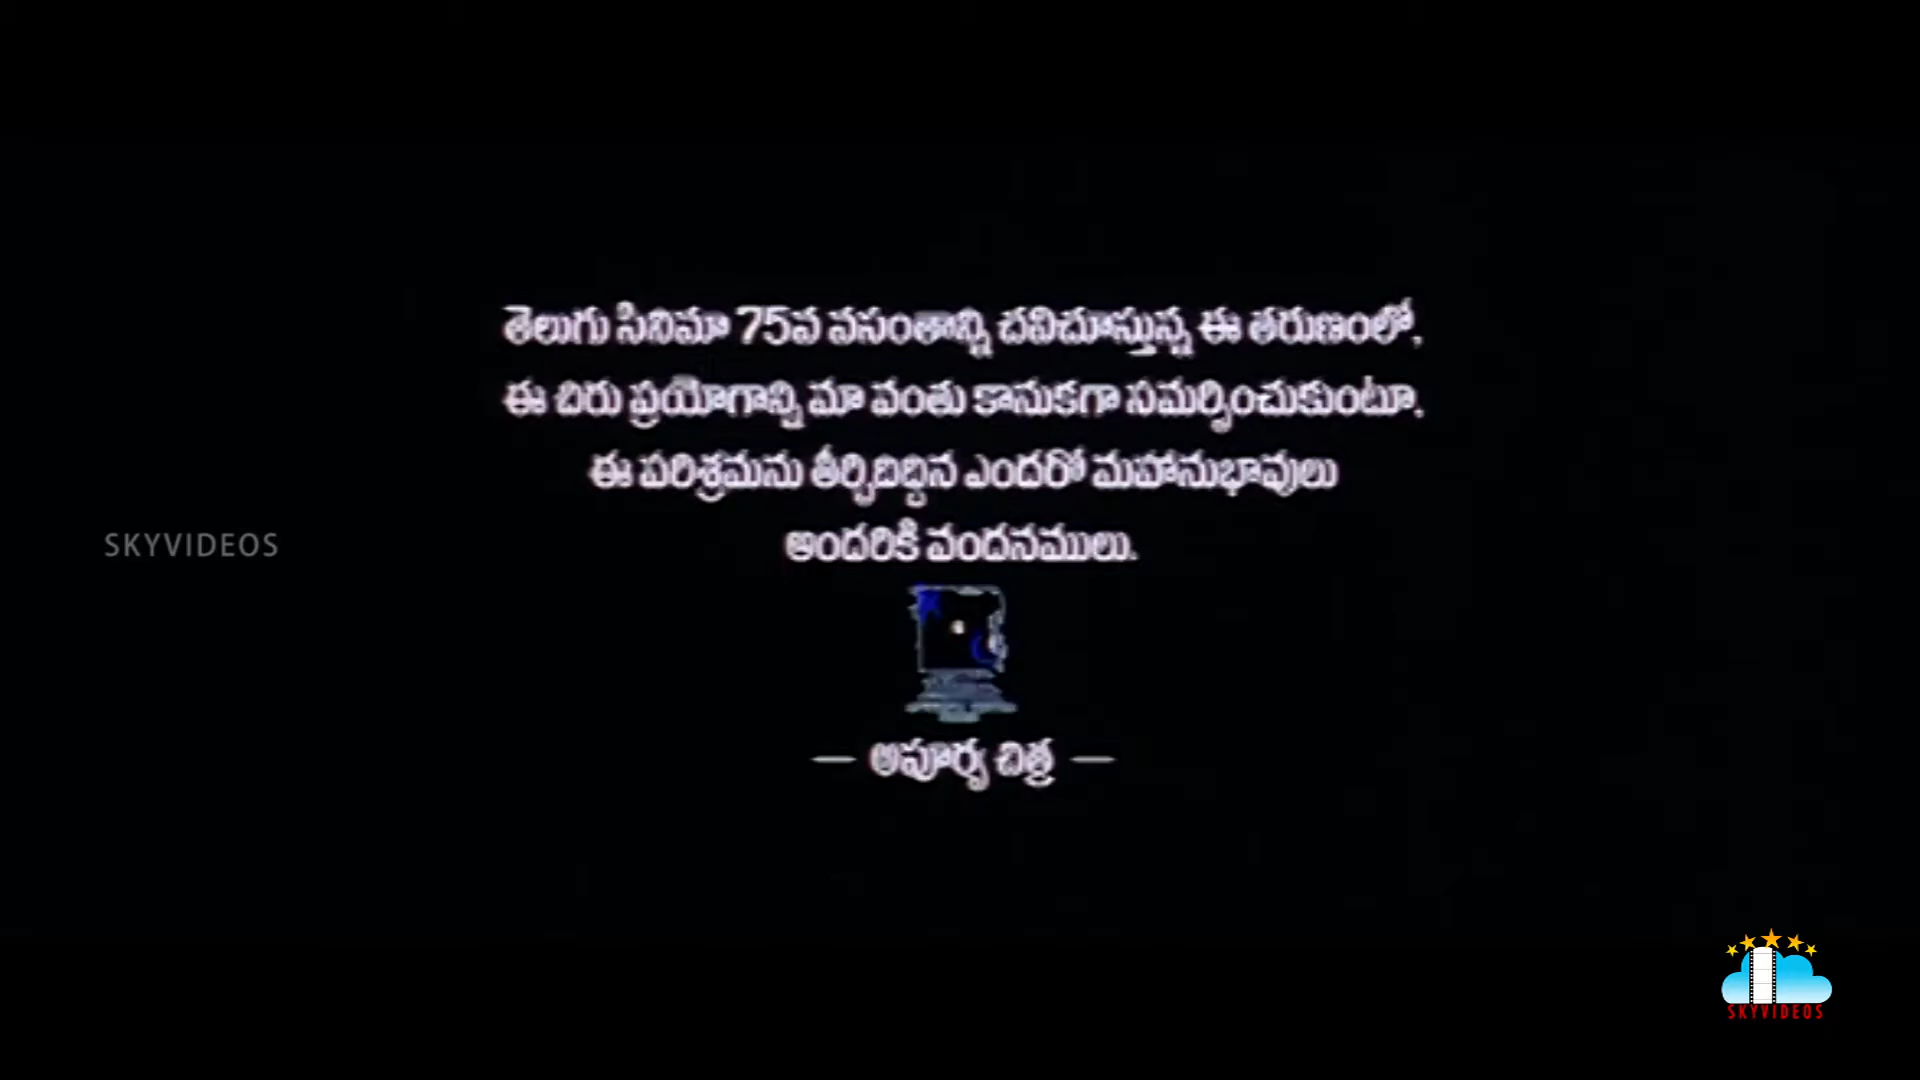 తెలుగు సినిమా 75వ వసంతాన్ని చవిచూస్తున్న ఈ తరుణంలో,
ఈ చిరు ప్రయోగాన్ని మా వంతు కానుకగా సమర్పించుకుంటూ,
ఈ పరిశ్రమను తీర్చిదిద్దిన ఎందరో మహానుభావులు
అందరికీ వందనములు.
SKYVIDEOS
— అపూర్వ చిత్ర —
SKYVIDEOS